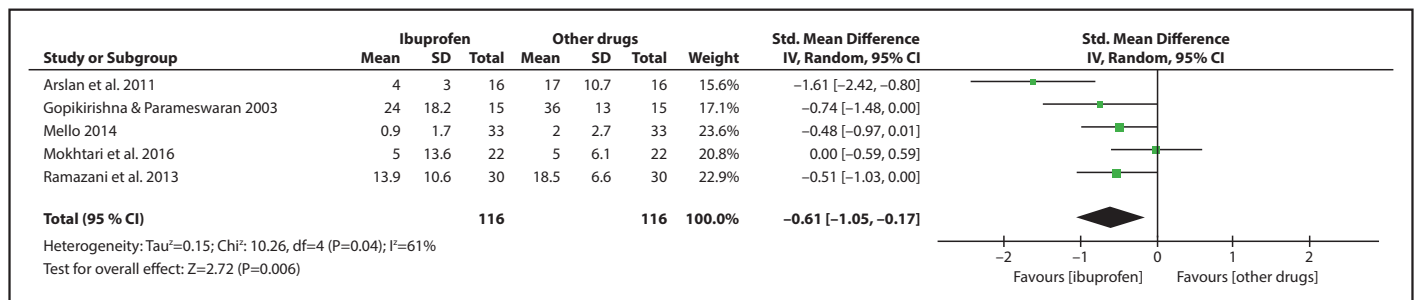 Ibuprofen Other drugs Std. Mean Difference Std. Mean Difference
Study or Subgroup Mean SD Total Mean SD Total Weight IV, Random, 95% CI IV, Random, 95% CI
Arslan et al. 2011 4 3 16 17 10.7 16 15.6% –1.61 [–2.42, –0.80]
Gopikirishna & Parameswaran 2003 24 18.2 15 36 13 15 17.1% –0.74 [–1.48, 0.00]
Mello 2014 0.9 1.7 33 2 2.7 33 23.6% –0.48 [–0.97, 0.01]
Mokhtari et al. 2016 5 13.6 22 5 6.1 22 20.8% 0.00 [–0.59, 0.59]
Ramazani et al. 2013 13.9 10.6 30 18.5 6.6 30 22.9% –0.51 [–1.03, 0.00]
Total (95 % CI) 116 116 100.0% –0.61 [–1.05, –0.17]
Heterogeneity: Tau²=0.15; Chi²: 10.26, df=4 (P=0.04); I²=61%
Test for overall effect: Z=2.72 (P=0.006)
–2 –1 0 1 2
Favours [ibuprofen] Favours [other drugs]